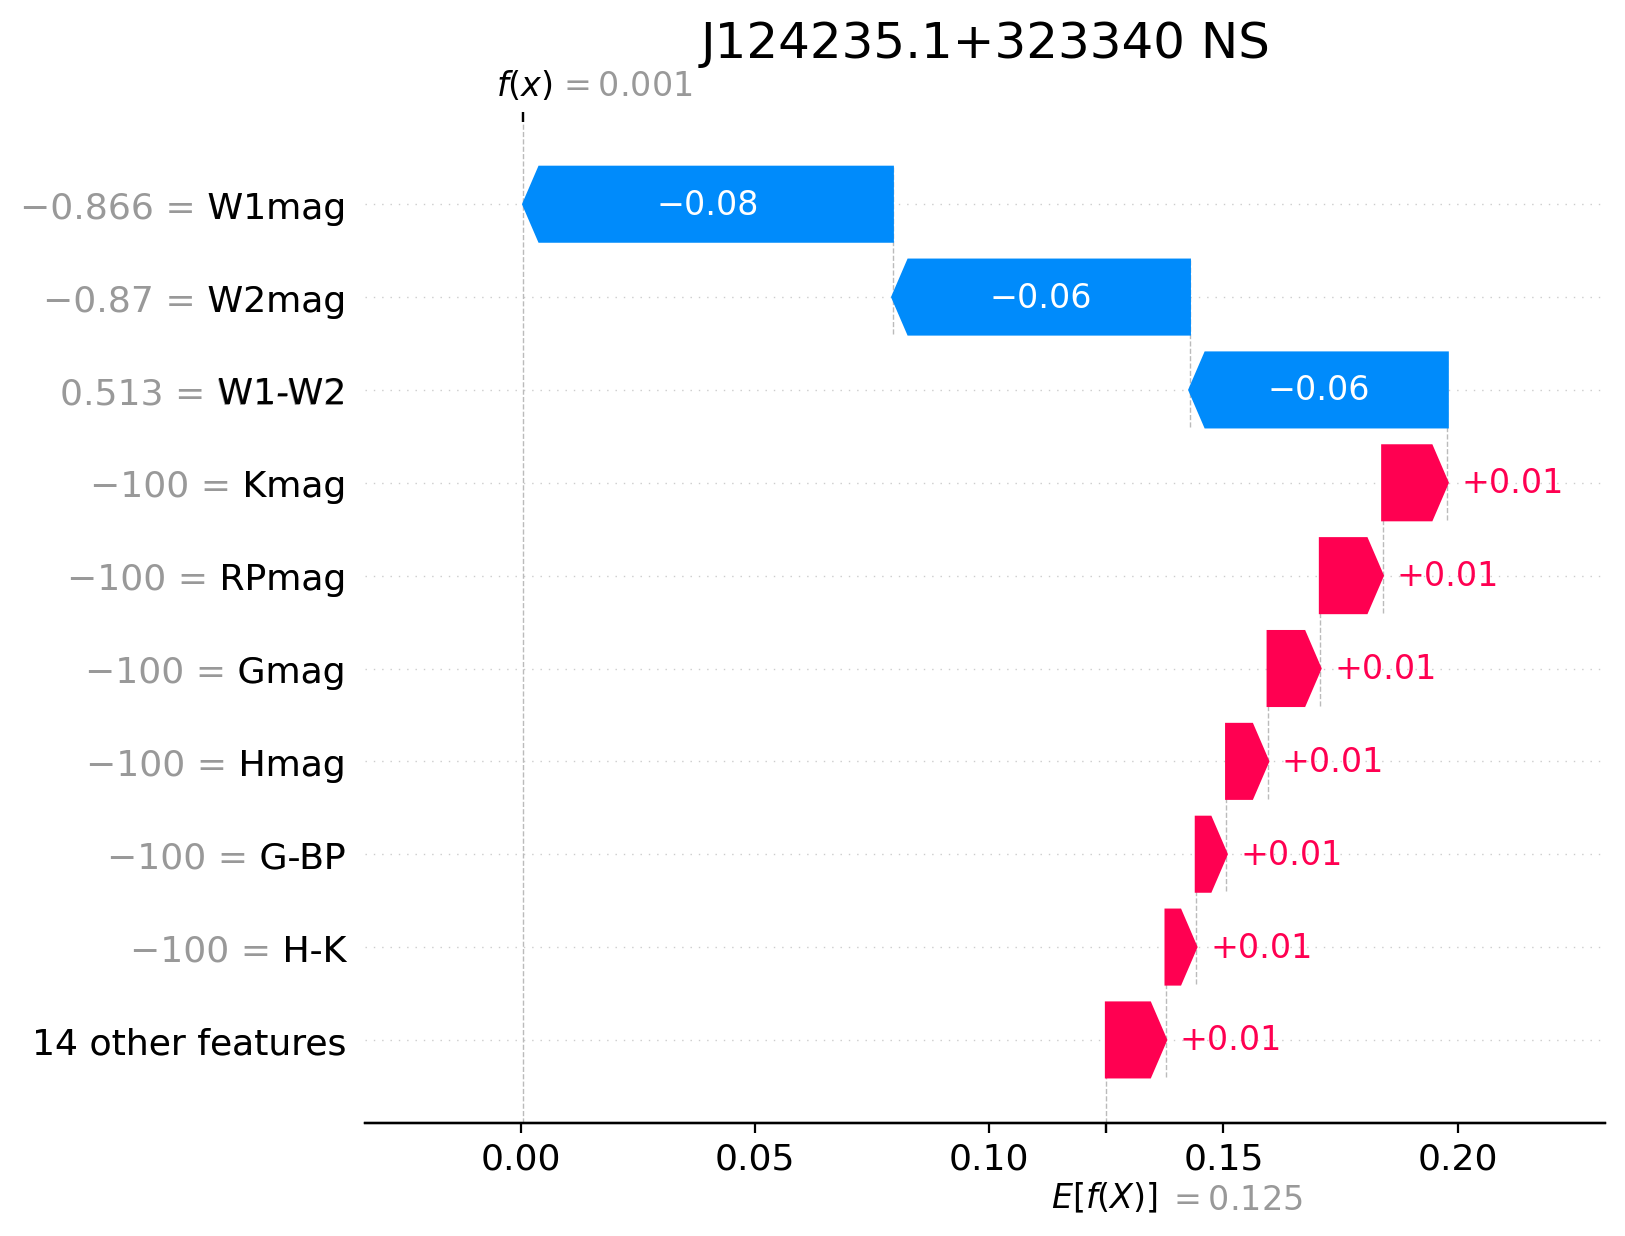 J124235.1+323340 NS
f(x) = 0.001
−0.866 = W1mag
−0.08
−0.87 = W2mag
−0.06
0.513 = W1-W2
−0.06
−100 = Kmag
+0.01
−100 = RPmag
+0.01
−100 = Gmag
+0.01
−100 = Hmag
+0.01
−100 = G-BP
+0.01
−100 = H-K
+0.01
14 other features
+0.01
0.00 0.05 0.10 0.15 0.20
E[f(X)] = 0.125